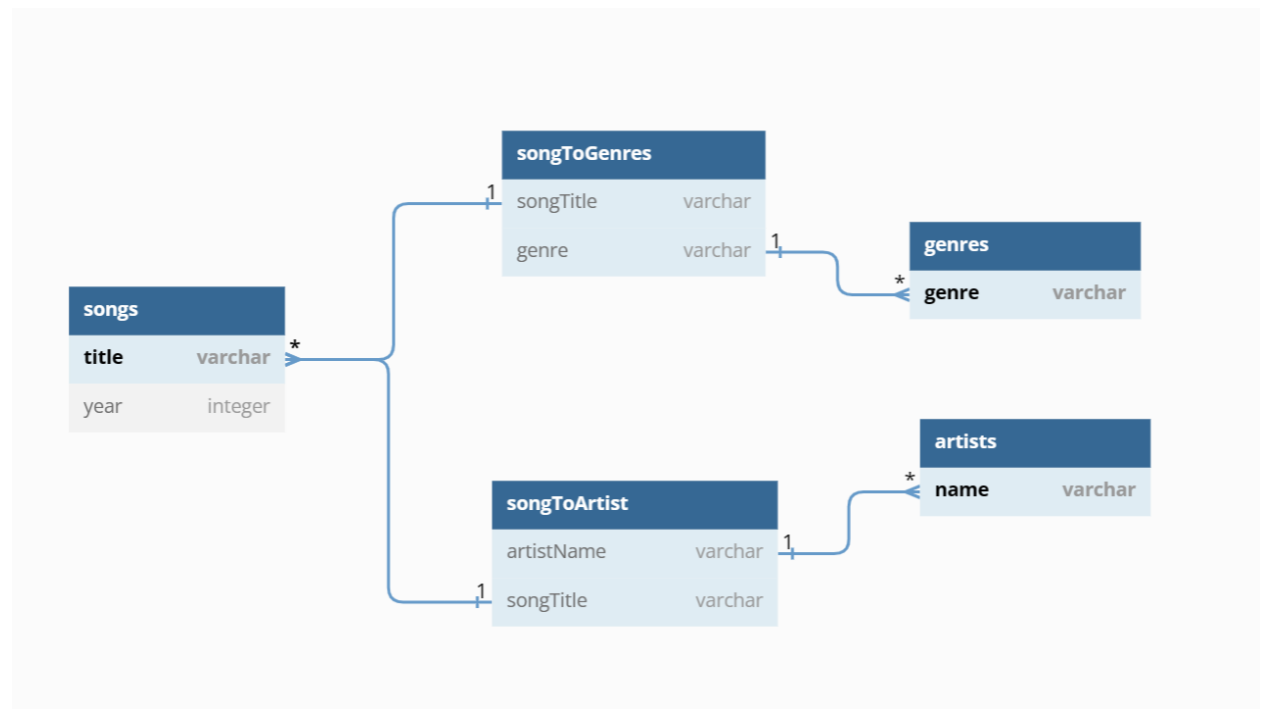 songToGenres
1
songTitle varchar
1
genre varchar
genres
*
genre varchar
songs
*
title varchar
year integer
artists
*
name varchar
songToArtist
1
artistName varchar
1
songTitle varchar